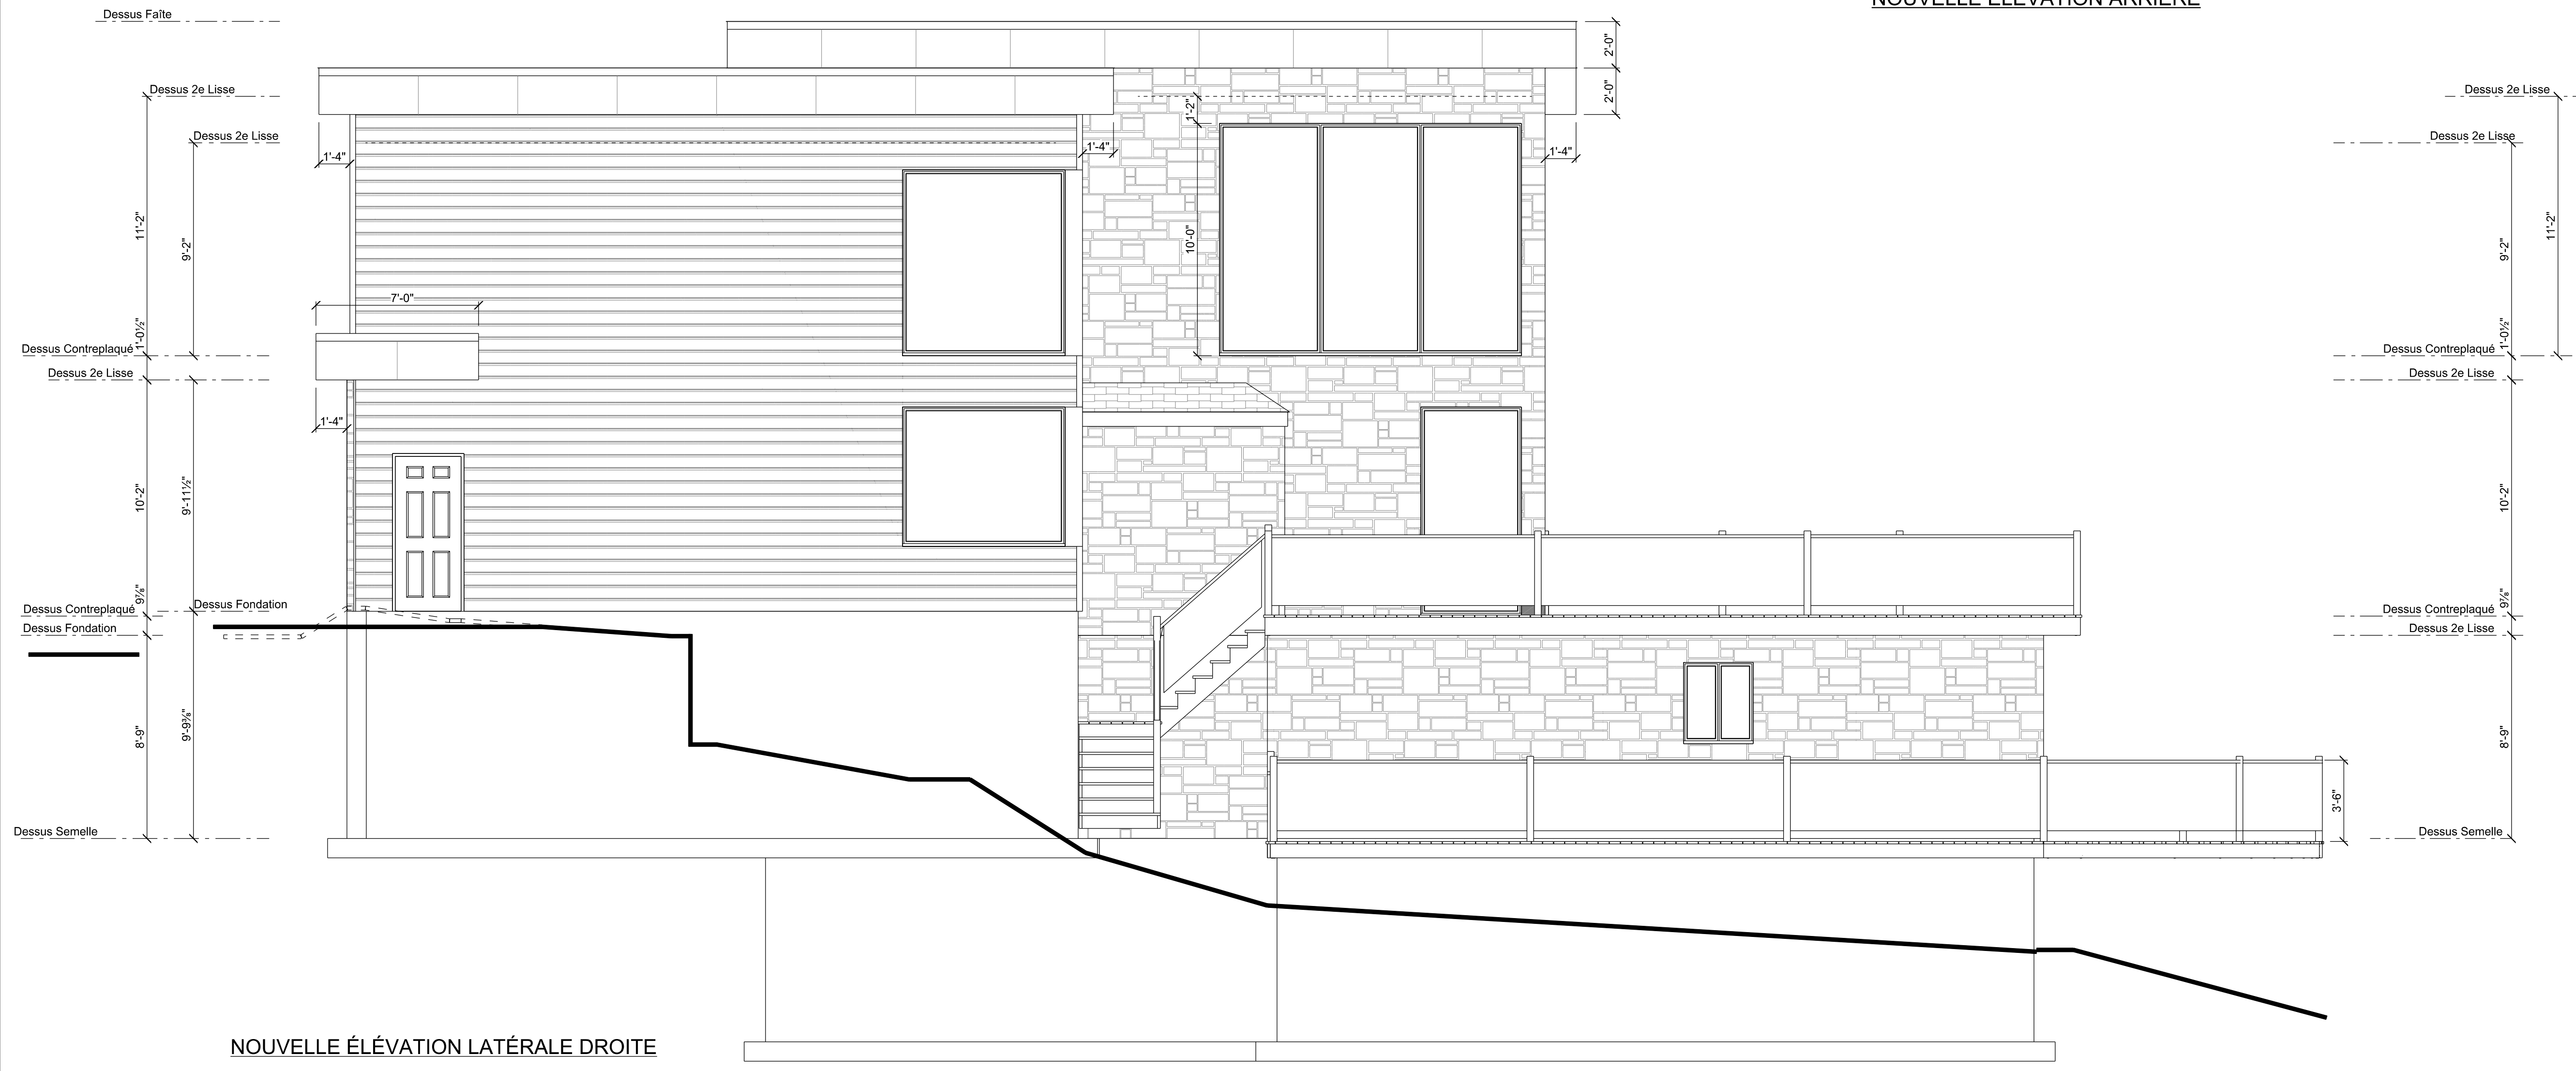 NOUVELLE ÉLÉVATION ARRIÈRE
Dessus Faîte
2'-0"
2'-0"
Dessus 2e Lisse
Dessus 2e Lisse
1'-4"
1'-4"
1'-4"
1'-2"
10'-0"
11'-2"
9'-2"
7'-0"
1'-0½"
Dessus Contreplaqué
Dessus 2e Lisse
1'-4"
10'-2"
9'-11½"
9⅞"
Dessus Contreplaqué
Dessus Fondation
Dessus Fondation
8'-9"
9'-9⅜"
Dessus Semelle
Dessus 2e Lisse
Dessus 2e Lisse
11'-2"
9'-2"
1'-0½"
Dessus Contreplaqué
Dessus 2e Lisse
10'-2"
9⅞"
Dessus Contreplaqué
Dessus 2e Lisse
8'-9"
3'-6"
Dessus Semelle
NOUVELLE ÉLÉVATION LATÉRALE DROITE